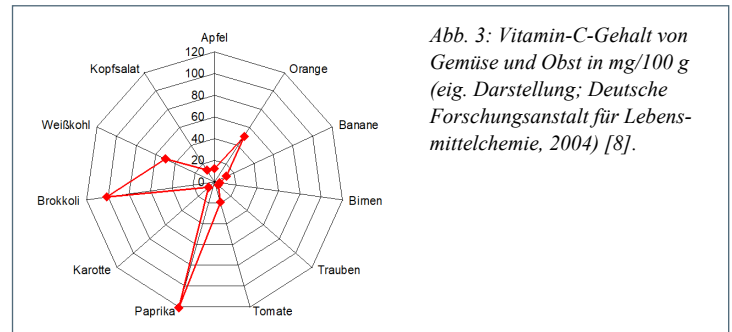 Apfel
120
100
80
60
40
20
0
Orange
Banane
Birnen
Trauben
Tomate
Paprika
Karotte
Brokkoli
Weißkohl
Kopfsalat
Abb. 3: Vitamin-C-Gehalt von
Gemüse und Obst in mg/100 g
(eig. Darstellung; Deutsche
Forschungsanstalt für Lebens-
mittelchemie, 2004) [8].